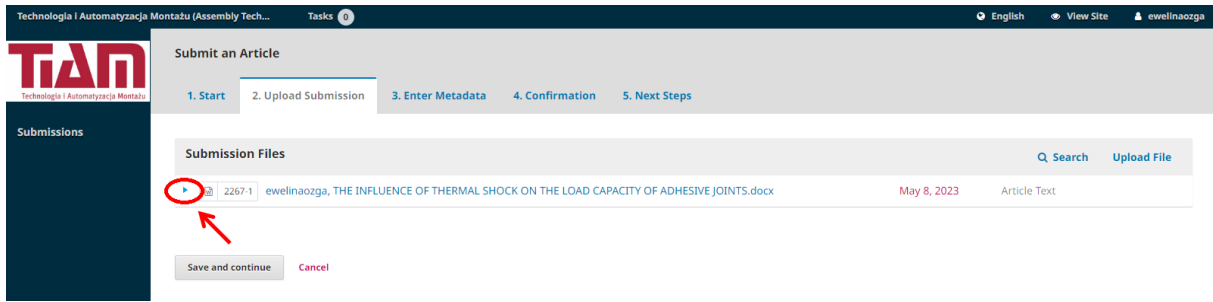 Technologia i Automatyzacja Montażu (Assembly Tech... Tasks 0 English View Site ewelinaozga
TiAM
Technologia i Automatyzacja Montażu
Submissions
Submit an Article
1. Start 2. Upload Submission 3. Enter Metadata 4. Confirmation 5. Next Steps
Submission Files Search Upload File
2267-1 ewelinaozga, THE INFLUENCE OF THERMAL SHOCK ON THE LOAD CAPACITY OF ADHESIVE JOINTS.docx May 8, 2023 Article Text
Save and continue Cancel